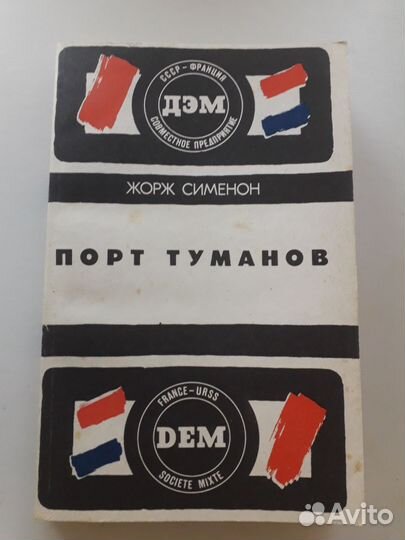 СССР – ФРАНЦИЯ
ДЭМ
СОВМЕСТНОЕ ПРЕДПРИЯТИЕ
ЖОРЖ СИМЕНОН
ПОРТ ТУМАНОВ
FRANCE – URSS
DEM
SOCIETE MIXTE
Avito